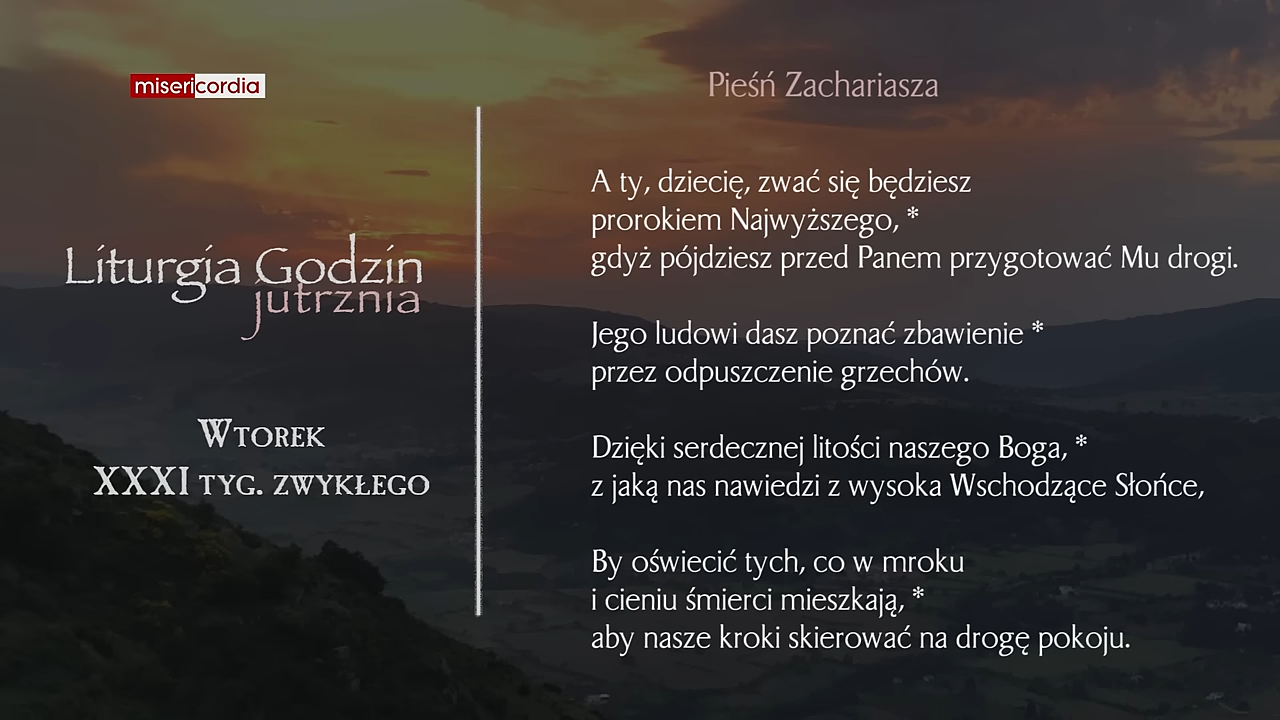 misericordia
Liturgia Godzin
jutrznia
Wtorek
XXXI tyg. zwykłego
Pieśń Zachariasza
A ty, dziecię, zwać się będziesz
prorokiem Najwyższego, *
gdyż pójdziesz przed Panem przygotować Mu drogi.
Jego ludowi dasz poznać zbawienie *
przez odpuszczenie grzechów.
Dzięki serdecznej litości naszego Boga, *
z jaką nas nawiedzi z wysoka Wschodzące Słońce,
By oświecić tych, co w mroku
i cieniu śmierci mieszkają, *
aby nasze kroki skierować na drogę pokoju.